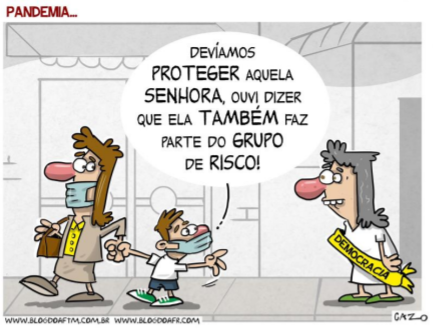 PANDEMIA...
DEVÍAMOS
PROTEGER AQUELA
SENHORA, OUVI DIZER
QUE ELA TAMBÉM FAZ
PARTE DO GRUPO
DE RISCO!
DEMOCRACIA
WWW.BLOGDOAFTM.COM.BR WWW.BLOGDOAFR.COM
CAZO